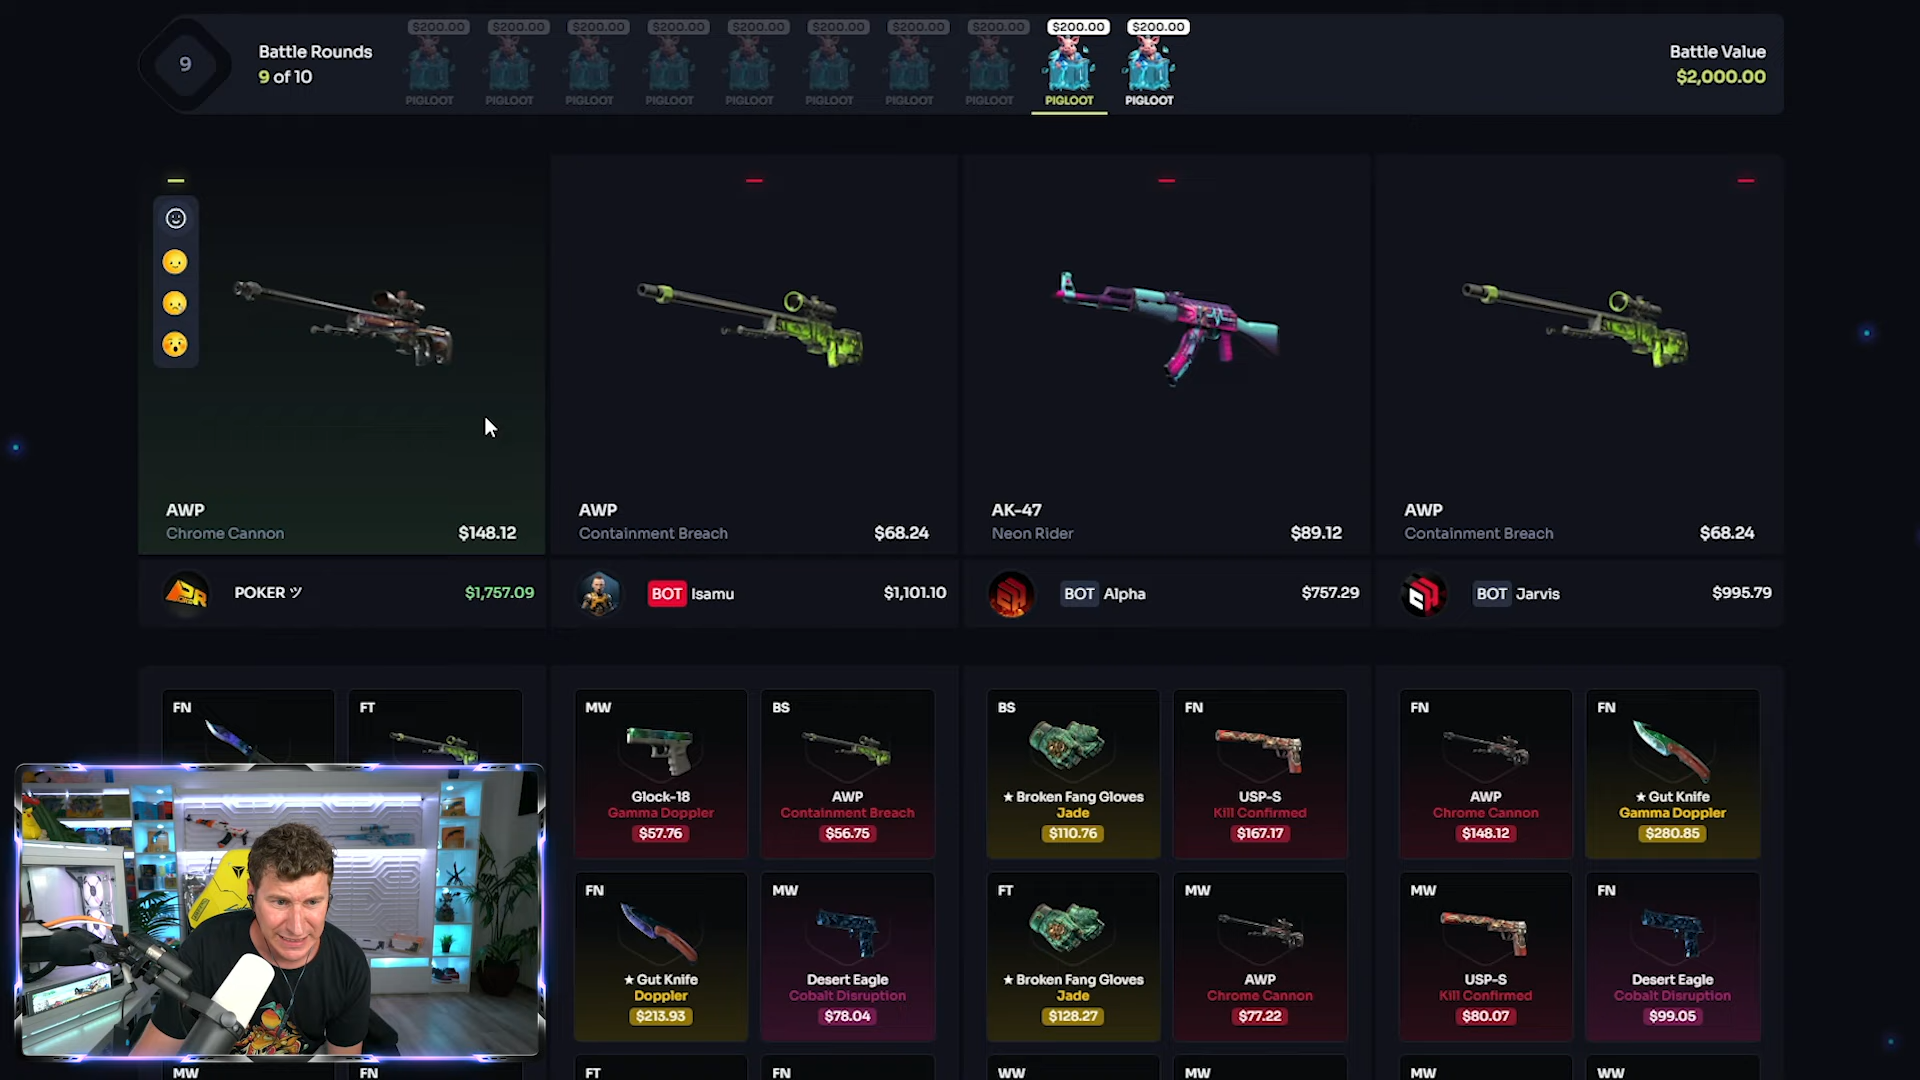 9
Battle Rounds
9 of 10
$200.00 $200.00 $200.00 $200.00 $200.00 $200.00 $200.00 $200.00 $200.00 $200.00
PIGLOOT PIGLOOT PIGLOOT PIGLOOT PIGLOOT PIGLOOT PIGLOOT PIGLOOT PIGLOOT PIGLOOT
Battle Value
$2,000.00
AWP
Chrome Cannon $148.12
AWP
Containment Breach $68.24
AK-47
Neon Rider $89.12
AWP
Containment Breach $68.24
POKER ツ $1,757.09
BOT Isamu $1,101.10
BOT Alpha $757.29
BOT Jarvis $995.79
FN
FT
MW
Glock-18
Gamma Doppler
$57.76
BS
AWP
Containment Breach
$56.75
BS
★ Broken Fang Gloves
Jade
$110.76
FN
USP-S
Kill Confirmed
$167.17
FN
AWP
Chrome Cannon
$148.12
FN
★ Gut Knife
Gamma Doppler
$280.85
FN
★ Gut Knife
Doppler
$213.93
MW
Desert Eagle
Cobalt Disruption
$78.04
FT
★ Broken Fang Gloves
Jade
$128.27
MW
AWP
Chrome Cannon
$77.22
MW
USP-S
Kill Confirmed
$80.07
FN
Desert Eagle
Cobalt Disruption
$99.05
MW FN FT FN WW MW MW WW